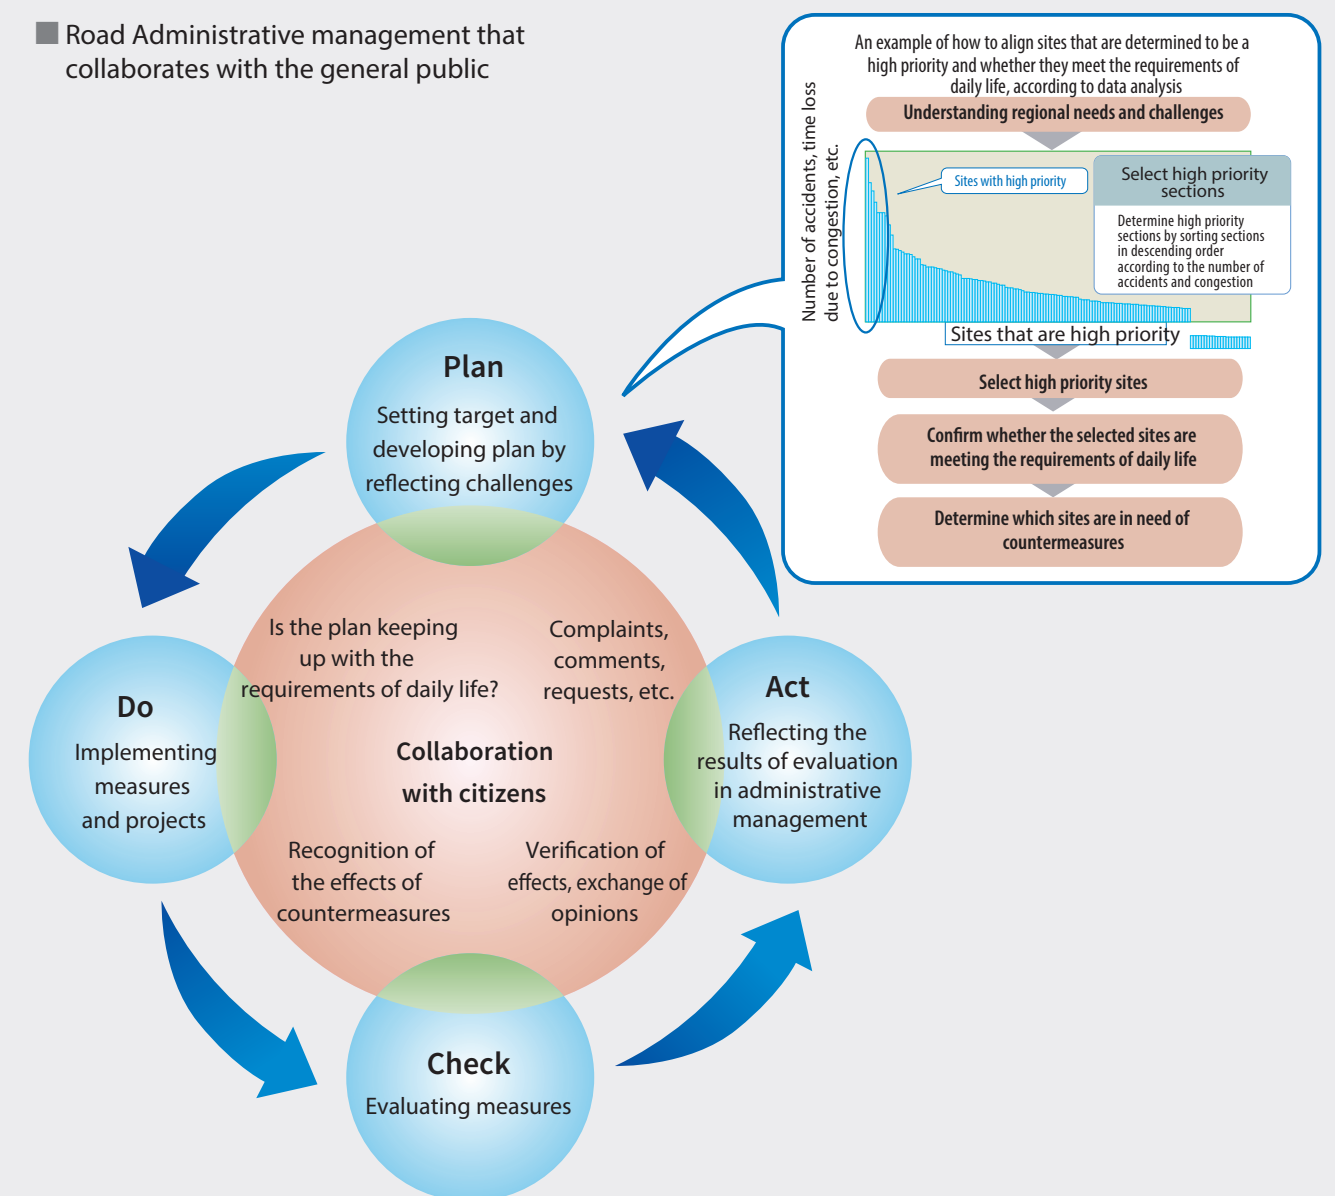 Road Administrative management that
collaborates with the general public
An example of how to align sites that are determined to be a
high priority and whether they meet the requirements of
daily life, according to data analysis
Understanding regional needs and challenges
Number of accidents, time loss
due to congestion, etc.
Sites with high priority
Select high priority
sections
Determine high priority
sections by sorting sections
in descending order
according to the number of
accidents and congestion
Sites that are high priority
Select high priority sites
Confirm whether the selected sites are
meeting the requirements of daily life
Determine which sites are in need of
countermeasures
Plan
Setting target and
developing plan by
reflecting challenges
Is the plan keeping
up with the
requirements of daily life?
Complaints,
comments,
requests, etc.
Do
Implementing
measures
and projects
Collaboration
with citizens
Act
Reflecting the
results of evaluation
in administrative
management
Recognition of
the effects of
countermeasures
Verification of
effects, exchange of
opinions
Check
Evaluating measures